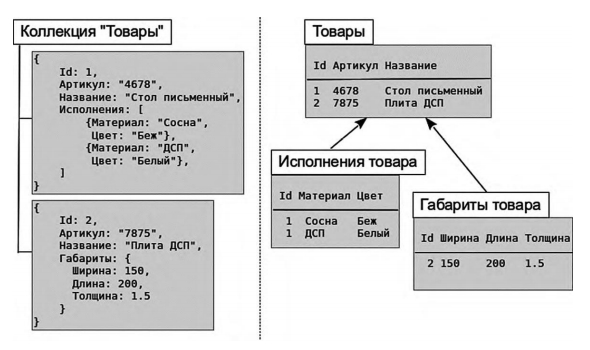 Коллекция "Товары"
{
Id: 1,
Артикул: "4678",
Название: "Стол письменный",
Исполнения: [
{Материал: "Сосна",
Цвет: "Беж"},
{Материал: "ДСП",
Цвет: "Белый"},
]
}
{
Id: 2,
Артикул: "7875",
Название: "Плита ДСП",
Габариты: {
Ширина: 150,
Длина: 200,
Толщина: 1.5
}
}
Товары
Id Артикул Название
1 4678 Стол письменный
2 7875 Плита ДСП
Исполнения товара
Id Материал Цвет
1 Сосна Беж
1 ДСП Белый
Габариты товара
Id Ширина Длина Толщина
2 150 200 1.5